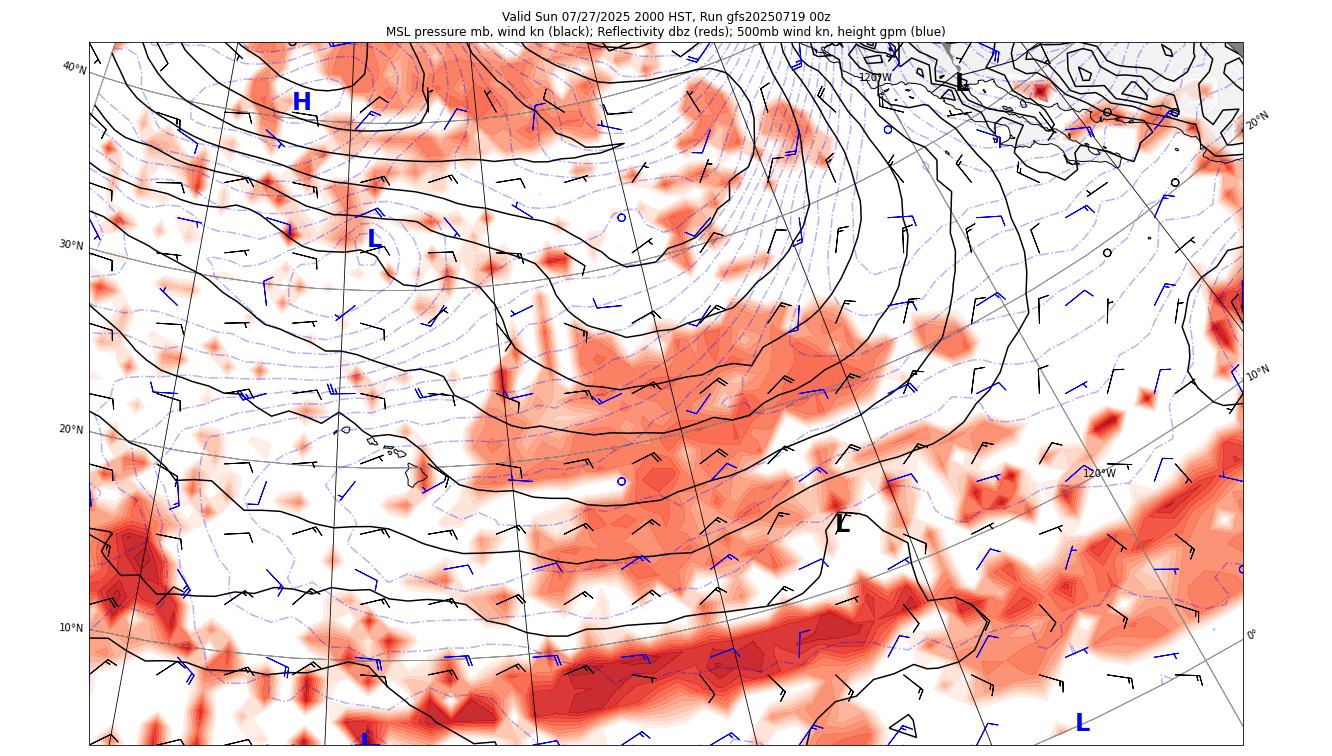 Valid Sun 07/27/2025 2000 HST, Run gfs20250719 00z
MSL pressure mb, wind kn (black); Reflectivity dbz (reds); 500mb wind kn, height gpm (blue)
40°N
120°W
L
H
20°N
L
30°N
10°N
20°N
120°W
L
10°N
0°
L
L